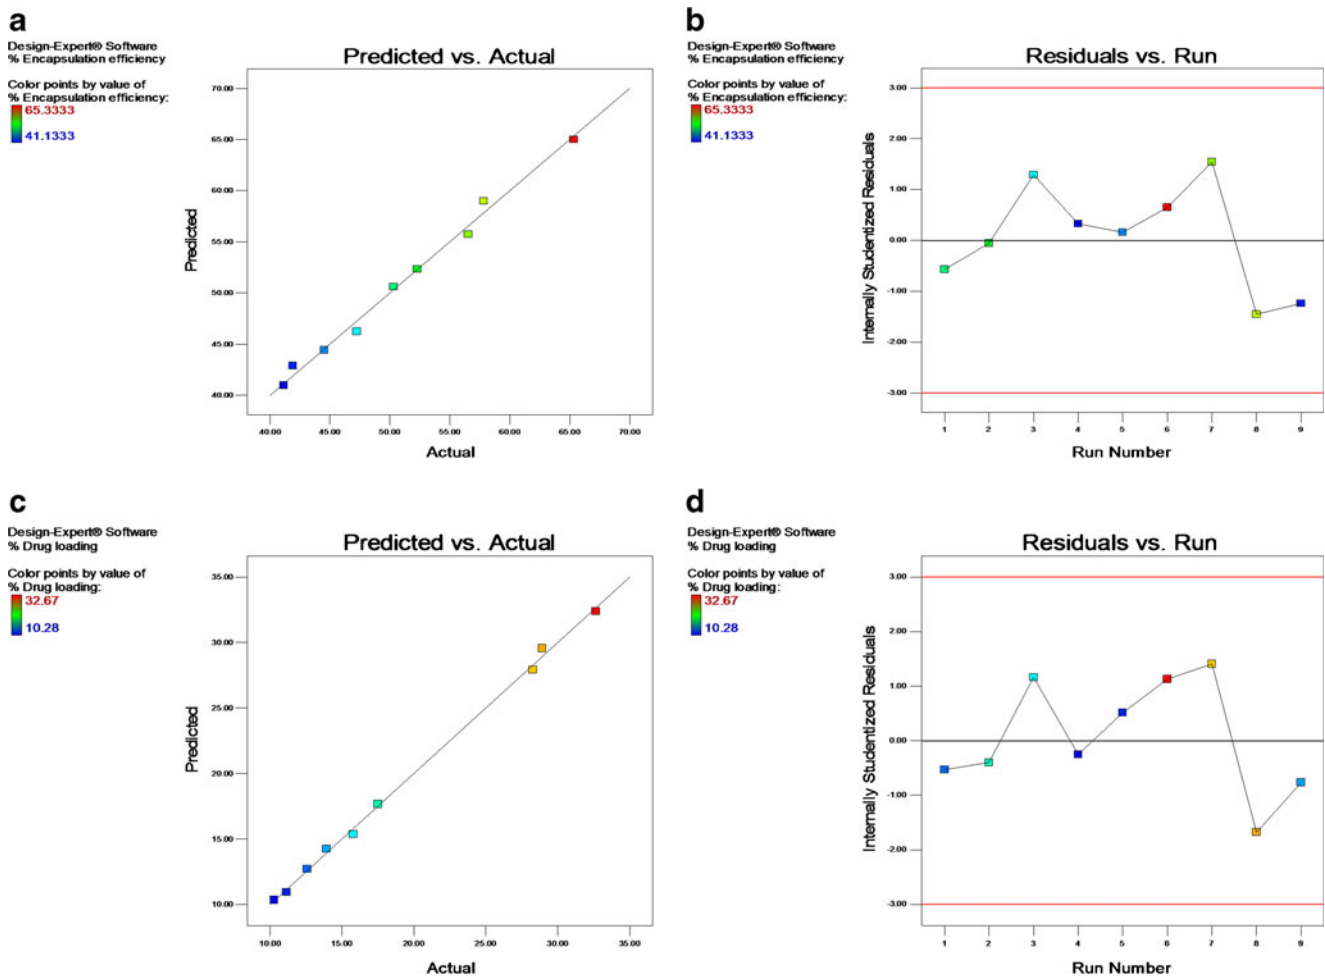 a
Design-Expert® Software
% Encapsulation efficiency
Color points by value of
% Encapsulation efficiency:
65.3333
41.1333
Predicted vs. Actual
70.00
65.00
60.00
55.00
50.00
45.00
40.00
Predicted
40.00 45.00 50.00 55.00 60.00 65.00 70.00
Actual
b
Design-Expert® Software
% Encapsulation efficiency
Color points by value of
% Encapsulation efficiency:
65.3333
41.1333
Residuals vs. Run
3.00
2.00
1.00
0.00
-1.00
-2.00
-3.00
Internally Studentized Residuals
1 2 3 4 5 6 7 8 9
Run Number
c
Design-Expert® Software
% Drug loading
Color points by value of
% Drug loading:
32.67
10.28
Predicted vs. Actual
35.00
30.00
25.00
20.00
15.00
10.00
Predicted
10.00 15.00 20.00 25.00 30.00 35.00
Actual
d
Design-Expert® Software
% Drug loading
Color points by value of
% Drug loading:
32.67
10.28
Residuals vs. Run
3.00
2.00
1.00
0.00
-1.00
-2.00
-3.00
Internally Studentized Residuals
1 2 3 4 5 6 7 8 9
Run Number